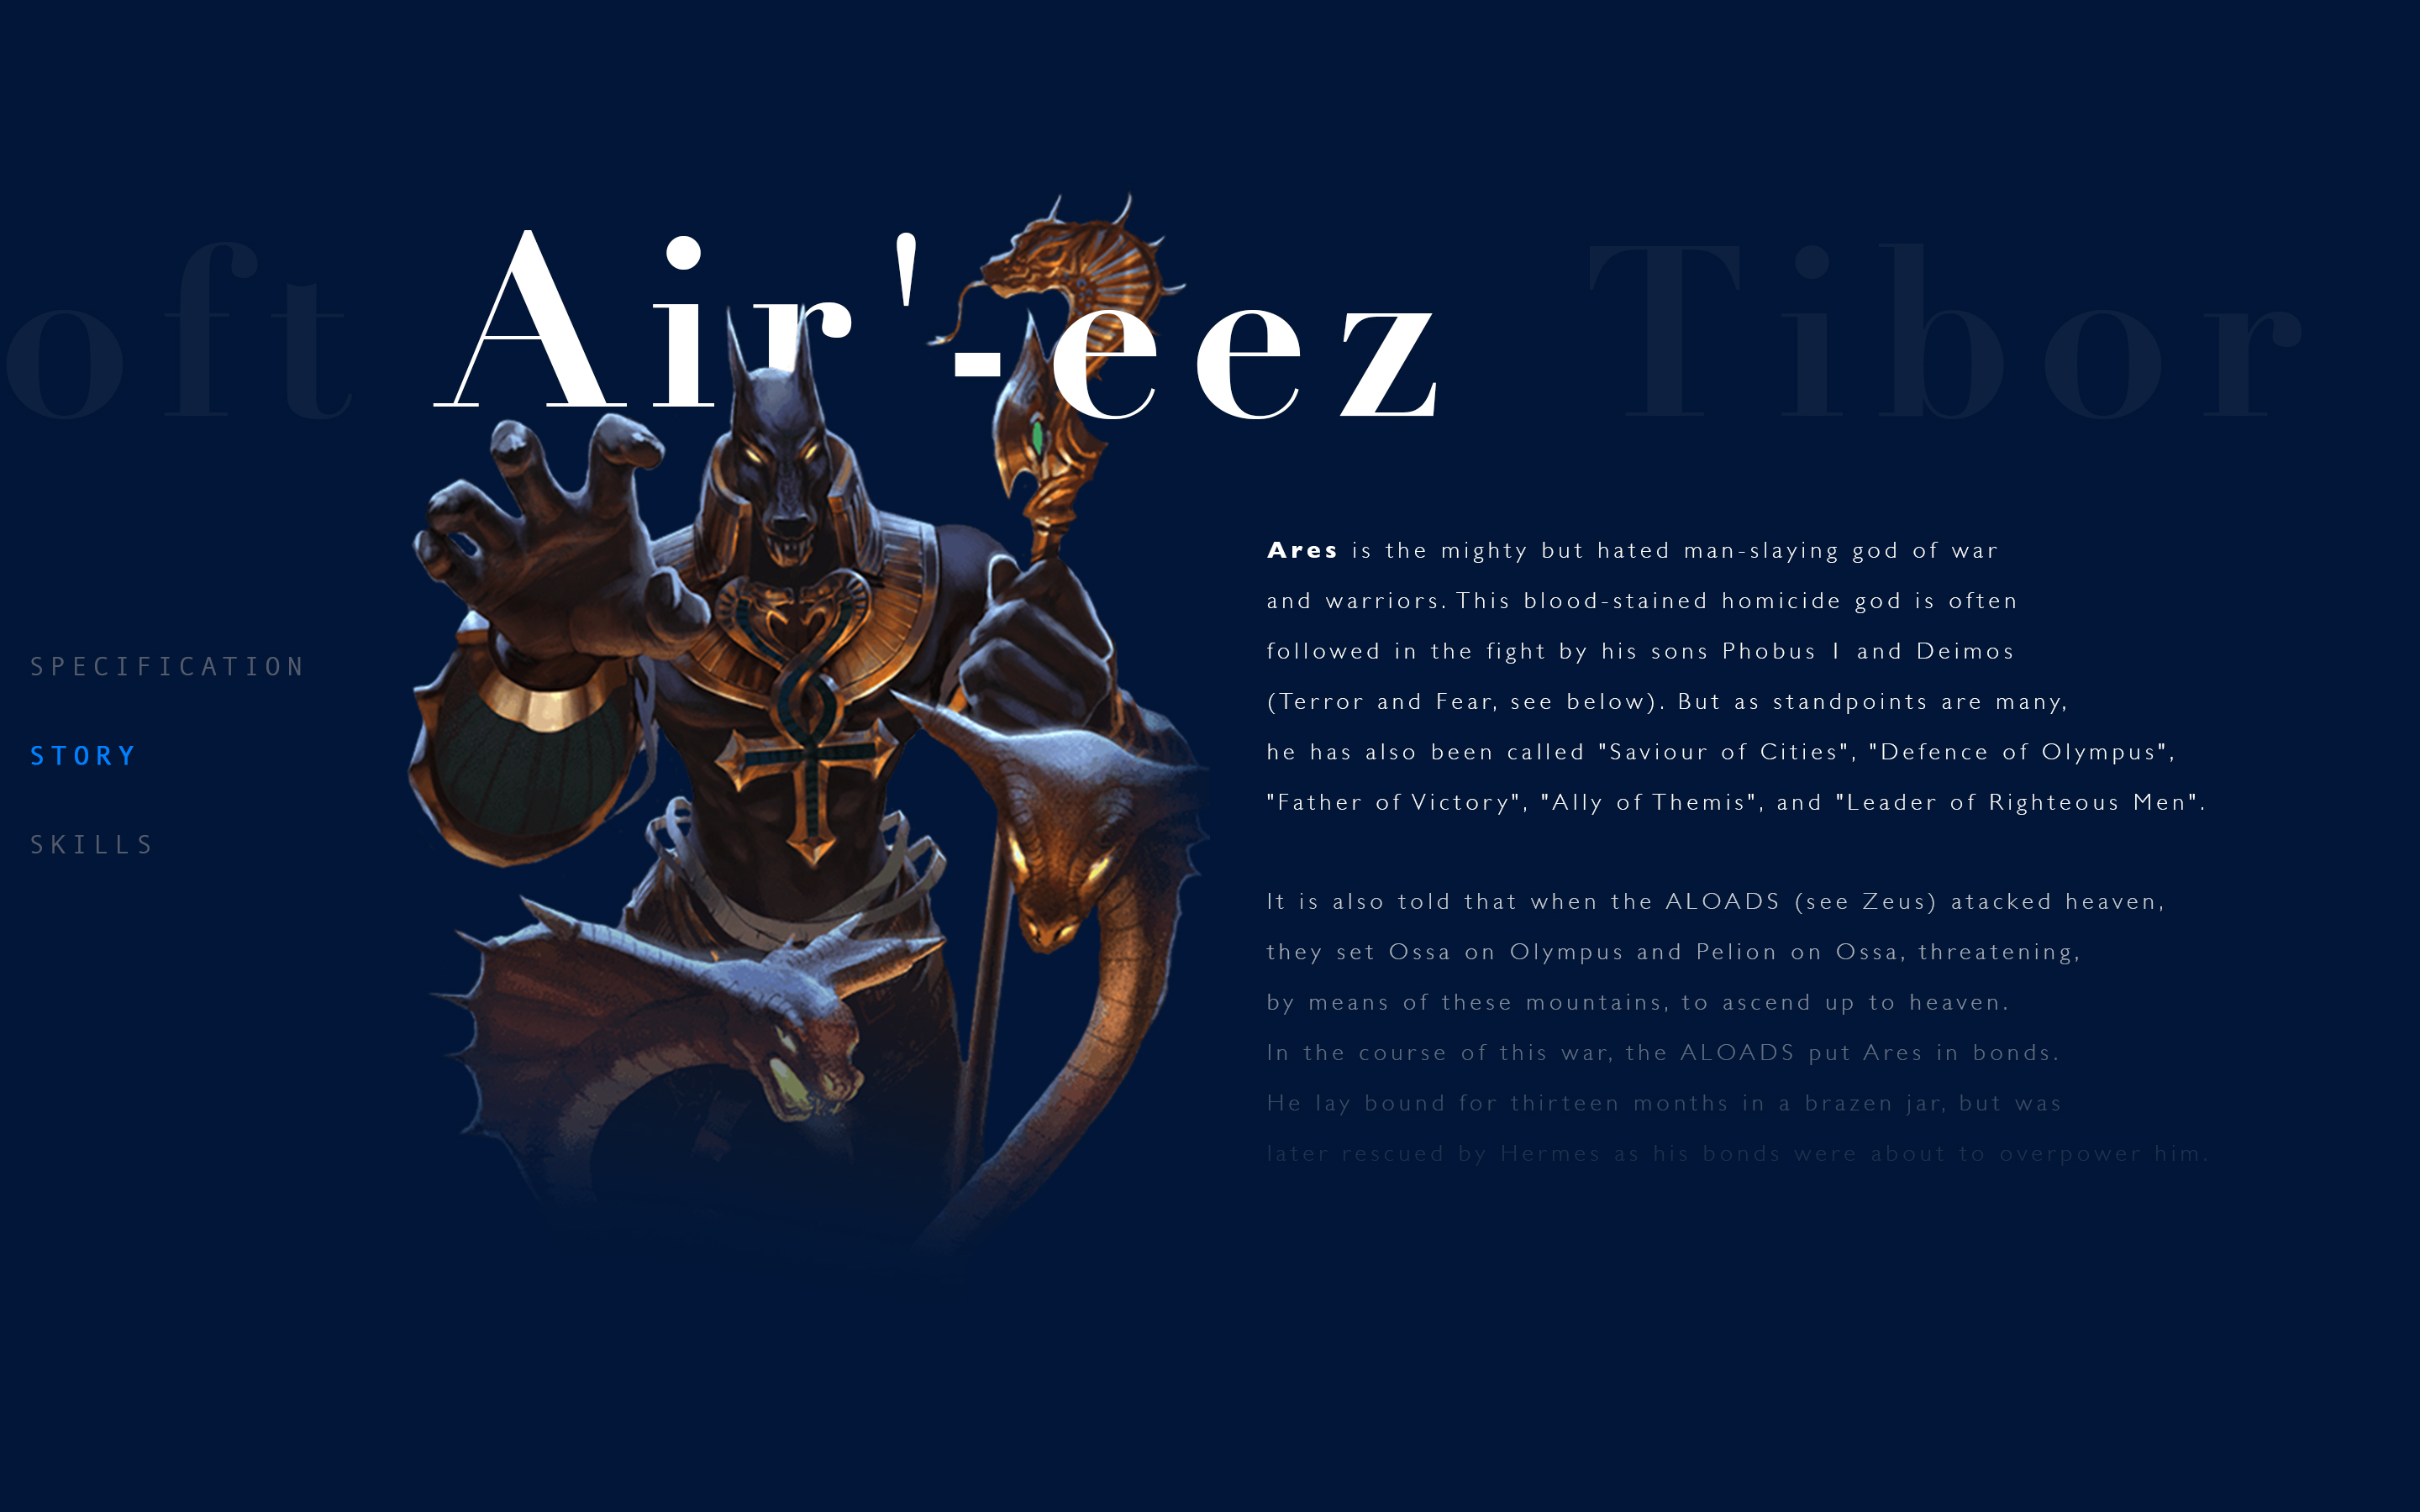 oft Air'-eez Tibor
SPECIFICATION
STORY
SKILLS
Ares is the mighty but hated man-slaying god of war
and warriors. This blood-stained homicide god is often
followed in the fight by his sons Phobus I and Deimos
(Terror and Fear, see below). But as standpoints are many,
he has also been called "Saviour of Cities", "Defence of Olympus",
"Father of Victory", "Ally of Themis", and "Leader of Righteous Men".
It is also told that when the ALOADS (see Zeus) atacked heaven,
they set Ossa on Olympus and Pelion on Ossa, threatening,
by means of these mountains, to ascend up to heaven.
In the course of this war, the ALOADS put Ares in bonds.
He lay bound for thirteen months in a brazen jar, but was
later rescued by Hermes as his bonds were about to overpower him.